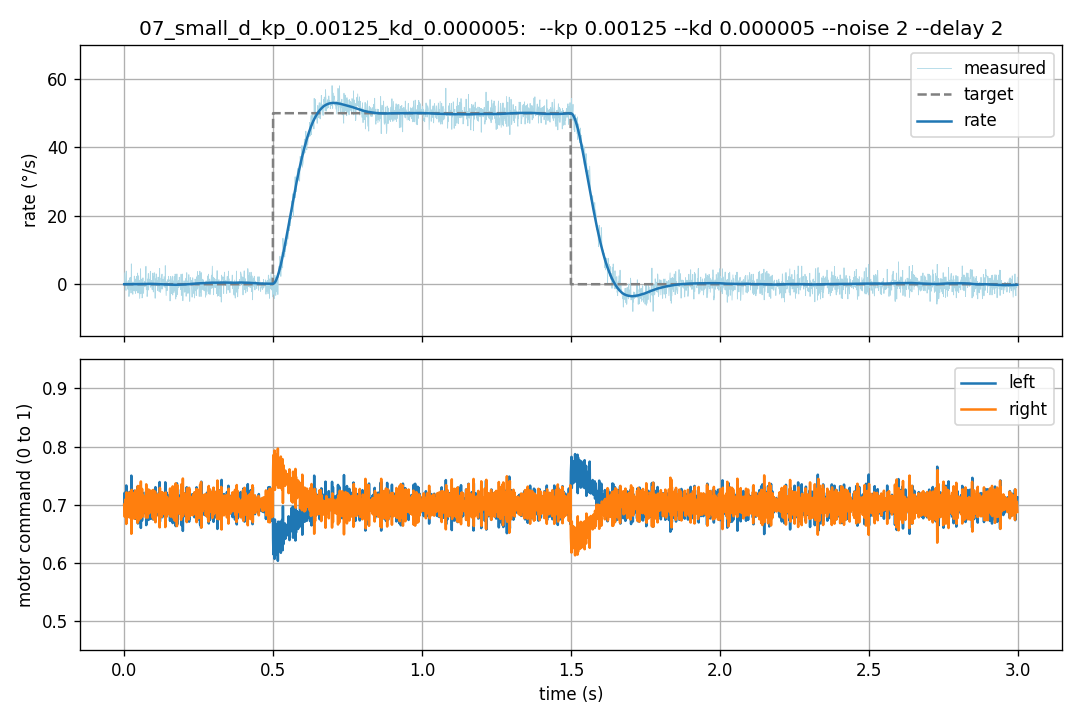 07_small_d_kp_0.00125_kd_0.000005:  --kp 0.00125 --kd 0.000005 --noise 2 --delay 2
60
40
20
0
rate (°/s)
measured
target
rate
0.9
0.8
0.7
0.6
0.5
motor command (0 to 1)
left
right
0.0 0.5 1.0 1.5 2.0 2.5 3.0
time (s)